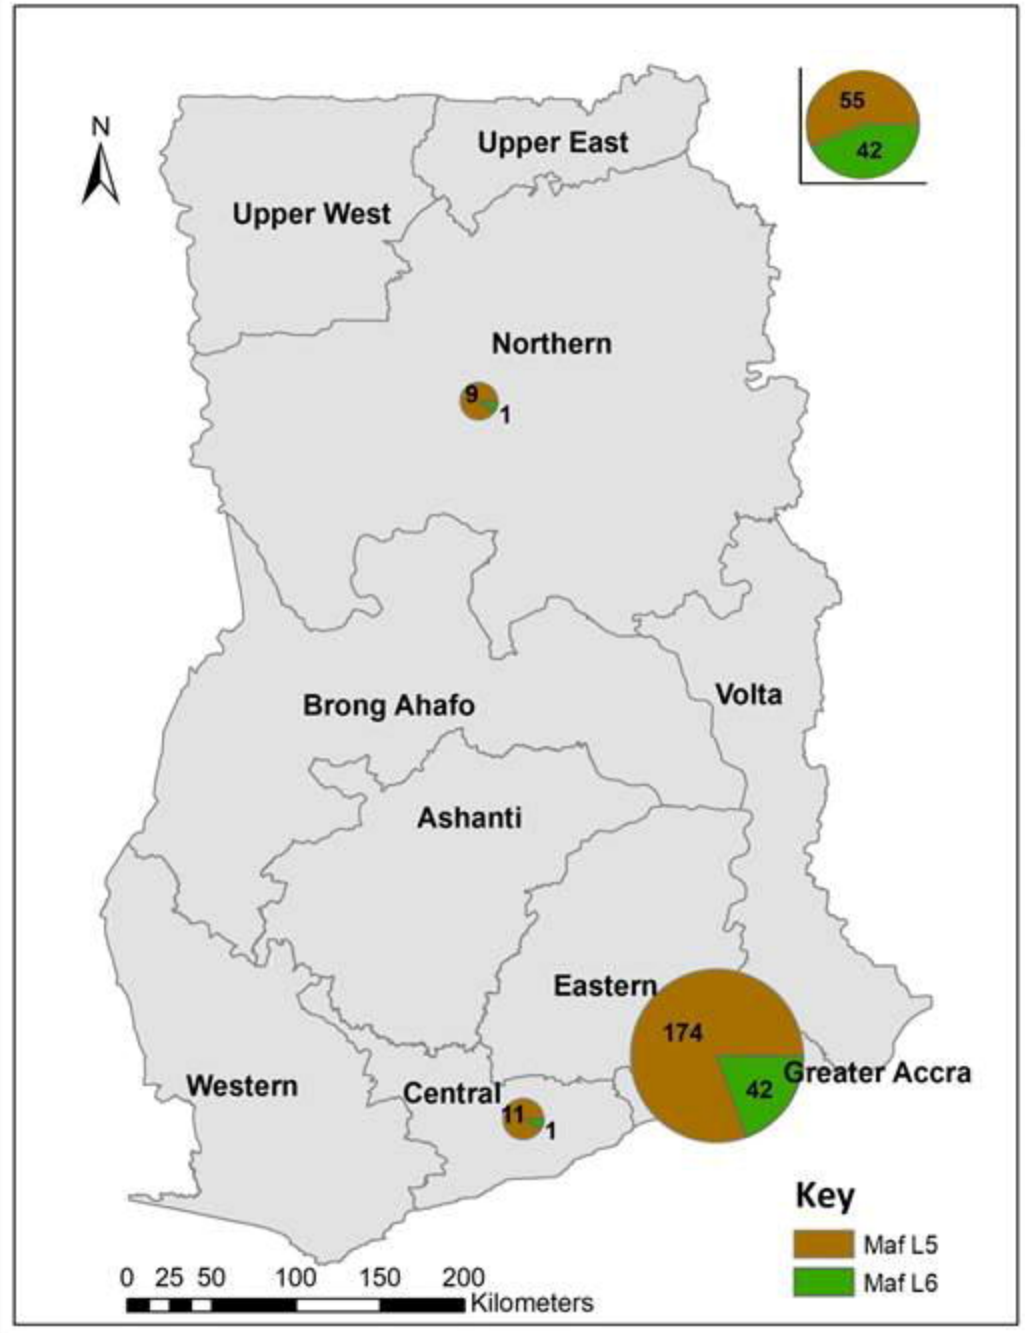 N
55
42
Upper East
Upper West
Northern
9
1
Brong Ahafo
Volta
Ashanti
Eastern
174
Greater Accra
42
Western
Central
11
1
Key
Maf L5
Maf L6
0 25 50 100 150 200
Kilometers